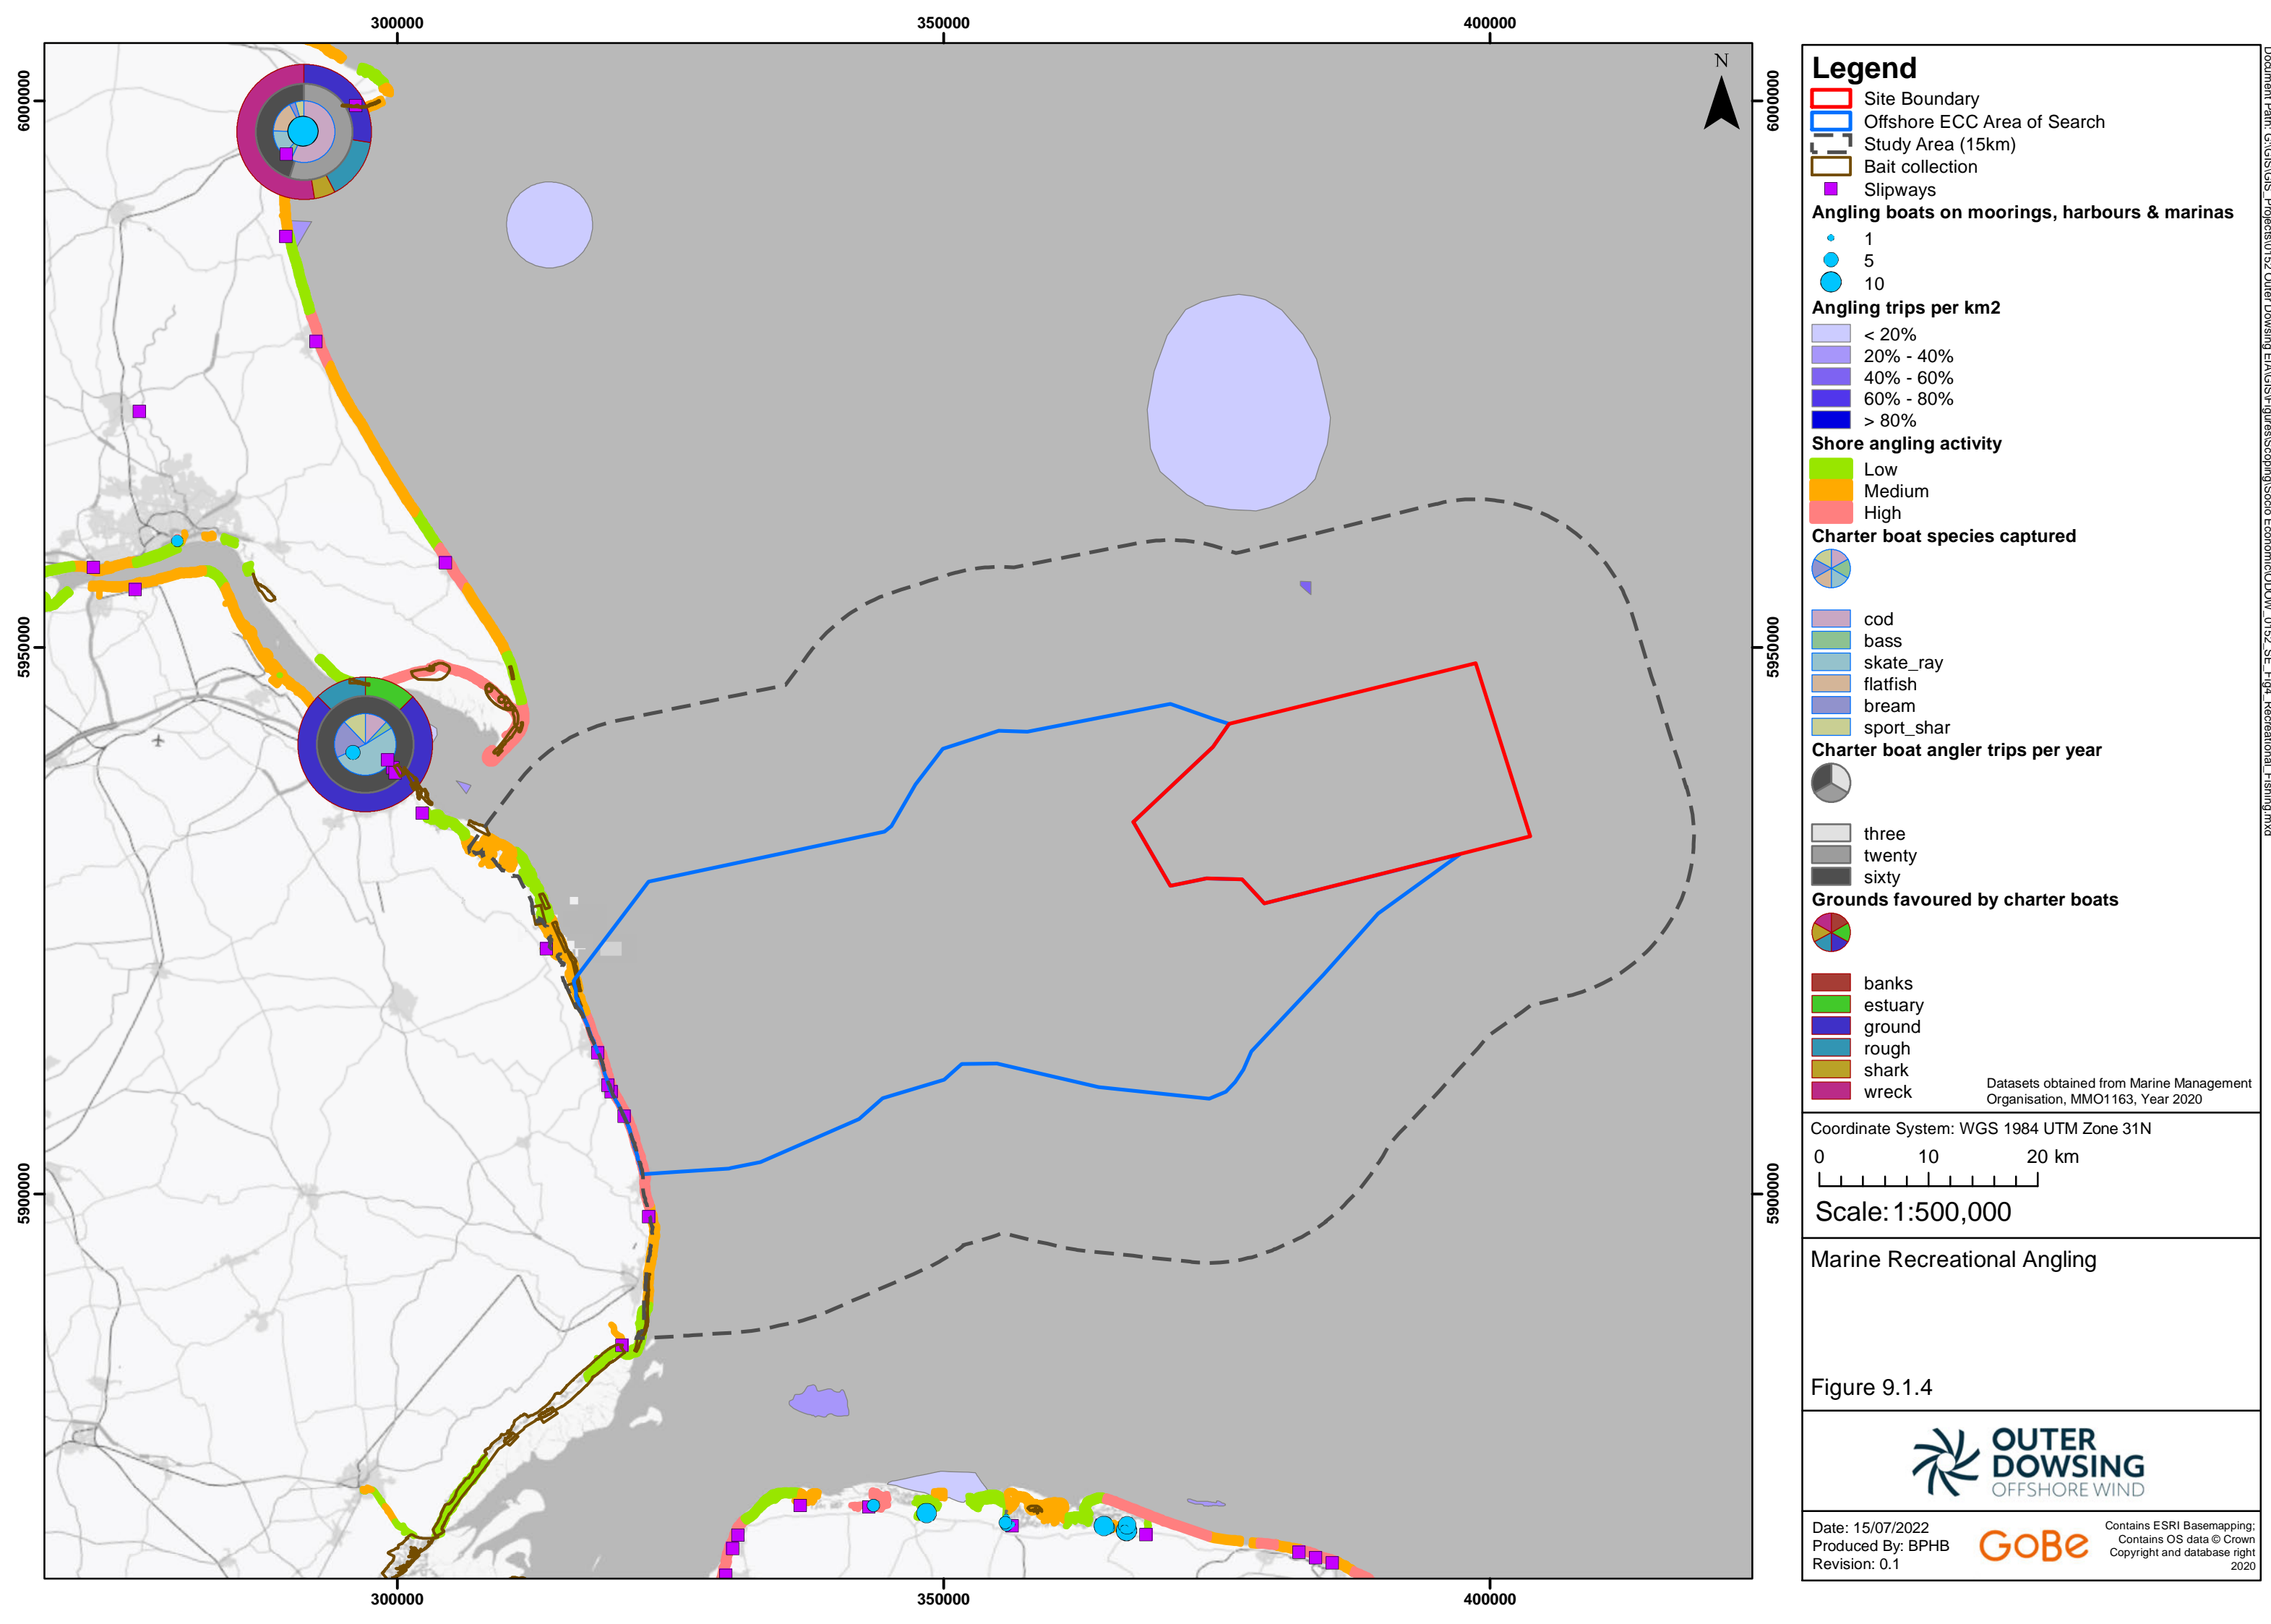 300000
350000
400000
6000000
6000000
N
5950000
5950000
5900000
5900000
300000
350000
400000
Legend
Site Boundary
Offshore ECC Area of Search
Study Area (15km)
Bait collection
Slipways
Angling boats on moorings, harbours & marinas
1
5
10
Angling trips per km2
< 20%
20% - 40%
40% - 60%
60% - 80%
> 80%
Shore angling activity
Low
Medium
High
Charter boat species captured
cod
bass
skate_ray
flatfish
bream
sport_shar
Charter boat angler trips per year
three
twenty
sixty
Grounds favoured by charter boats
banks
estuary
ground
rough
shark
wreck
Datasets obtained from Marine Management
Organisation, MMO1163, Year 2020
Coordinate System: WGS 1984 UTM Zone 31N
0 10 20 km
Scale: 1:500,000
Marine Recreational Angling
Figure 9.1.4
OUTER
DOWSING
OFFSHORE WIND
Date: 15/07/2022
Produced By: BPHB
Revision: 0.1
GoBe
Contains ESRI Basemapping;
Contains OS data © Crown
Copyright and database right
2020